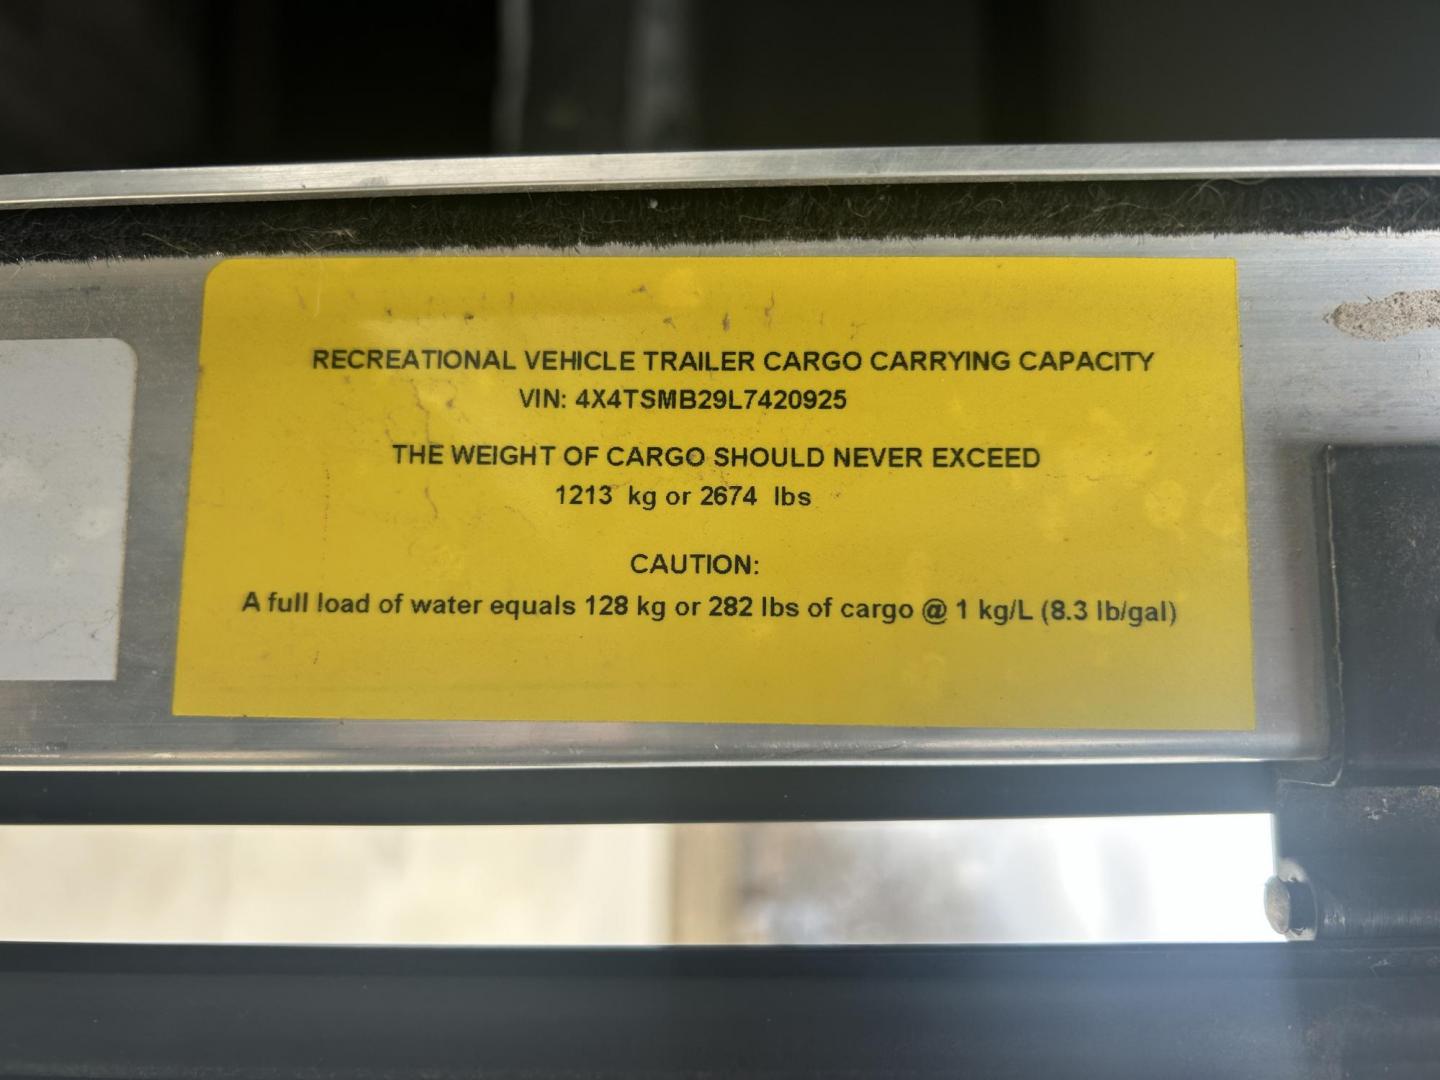 RECREATIONAL VEHICLE TRAILER CARGO CARRYING CAPACITY
VIN: 4X4TSMB29L7420925
THE WEIGHT OF CARGO SHOULD NEVER EXCEED
1213 kg or 2674 lbs
CAUTION:
A full load of water equals 128 kg or 282 lbs of cargo @ 1 kg/L (8.3 lb/gal)